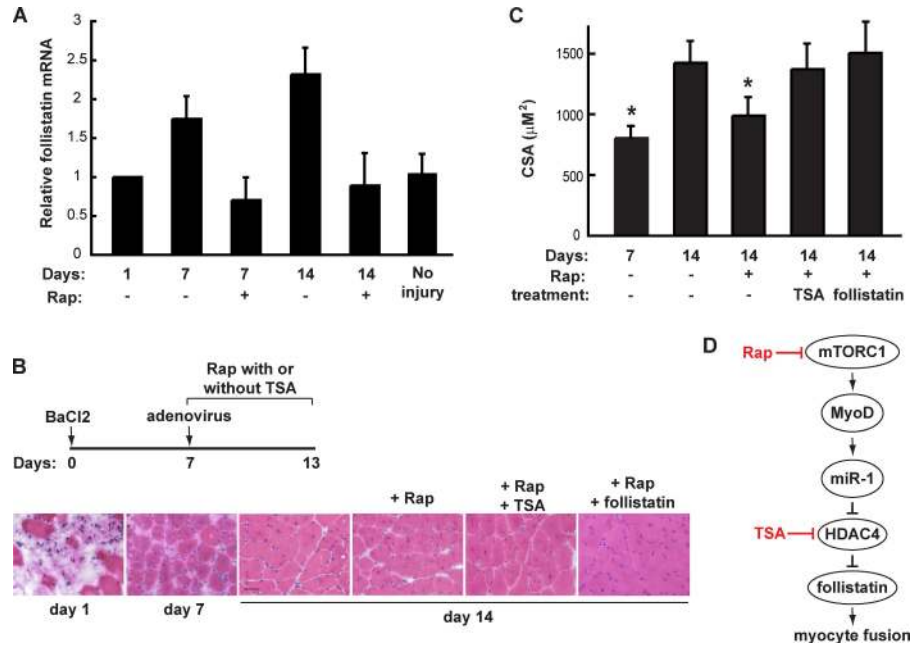 A
Relative follistatin mRNA
3
2.5
2
1.5
1
0.5
0
Days: 1 7 7 14 14 No injury
Rap: - - + - +
C
CSA (μM²)
1500
1000
500
0
* *
Days: 7 14 14 14 14
Rap: - - + + +
treatment: - - - TSA follistatin
B
Rap with or
without TSA
BaCl2 adenovirus
Days: 0 7 13
+ Rap
+ Rap
+ TSA
+ Rap
+ follistatin
day 1 day 7 day 14
D
Rap mTORC1
MyoD
miR-1
TSA HDAC4
follistatin
myocyte fusion